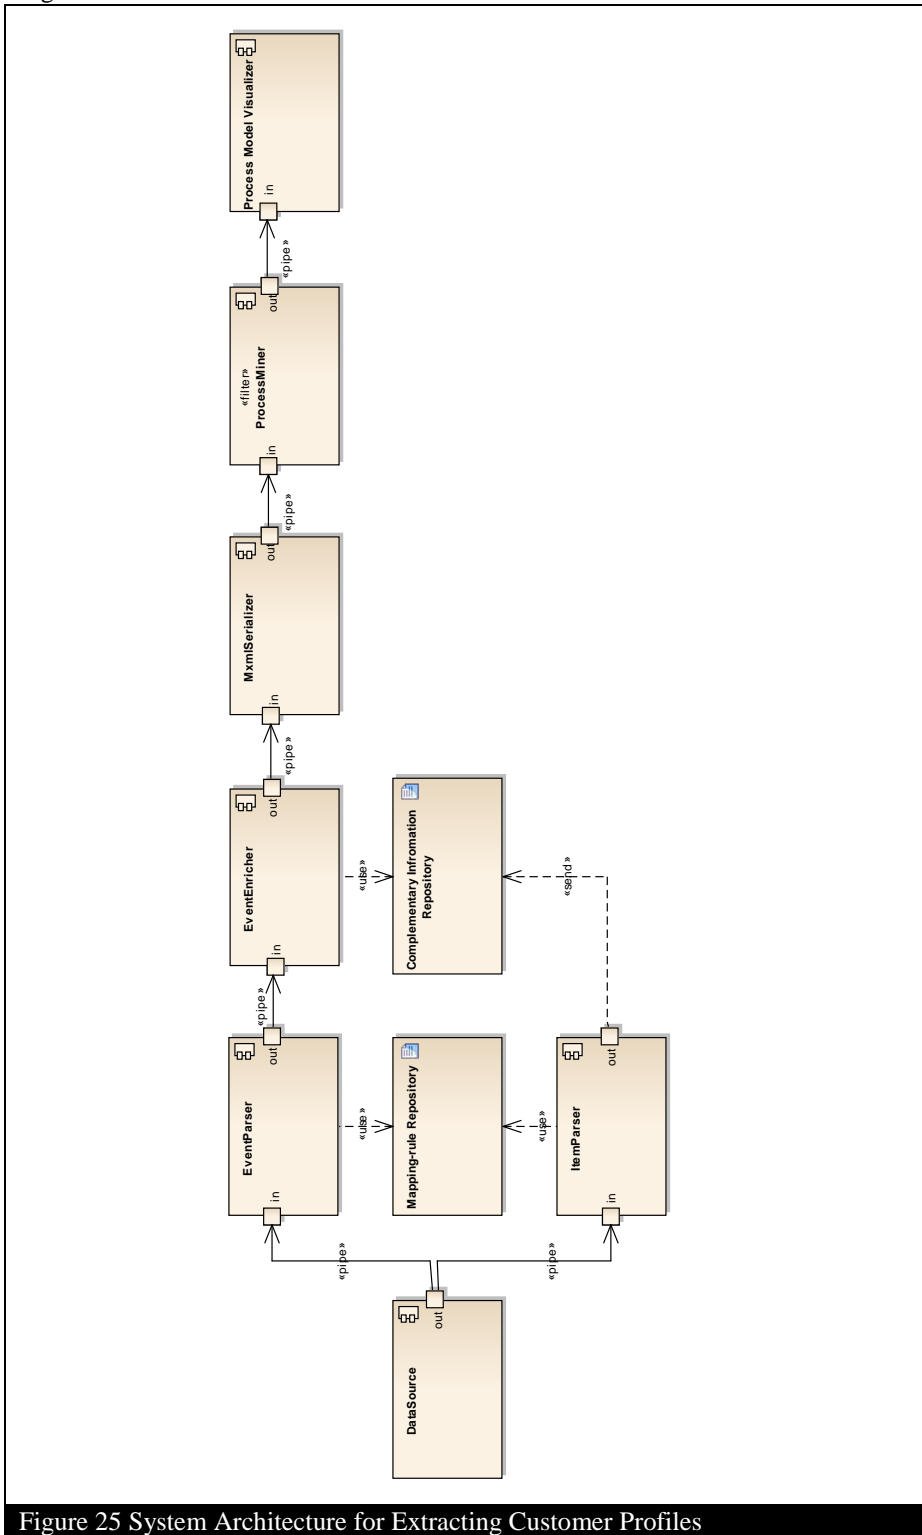 Process Model Visualizer
in
«pipe»
out
«filter»
ProcessMiner
in
«pipe»
out
MxmlSerializer
in
«pipe»
out
EventEnricher
in
«use»
Complementary Infromation
Repository
«send»
«pipe»
out
EventParser
in
«use»
Mapping-rule Repository
«use»
out
ItemParser
in
«pipe»
«pipe»
out
DataSource
Figure 25 System Architecture for Extracting Customer Profiles